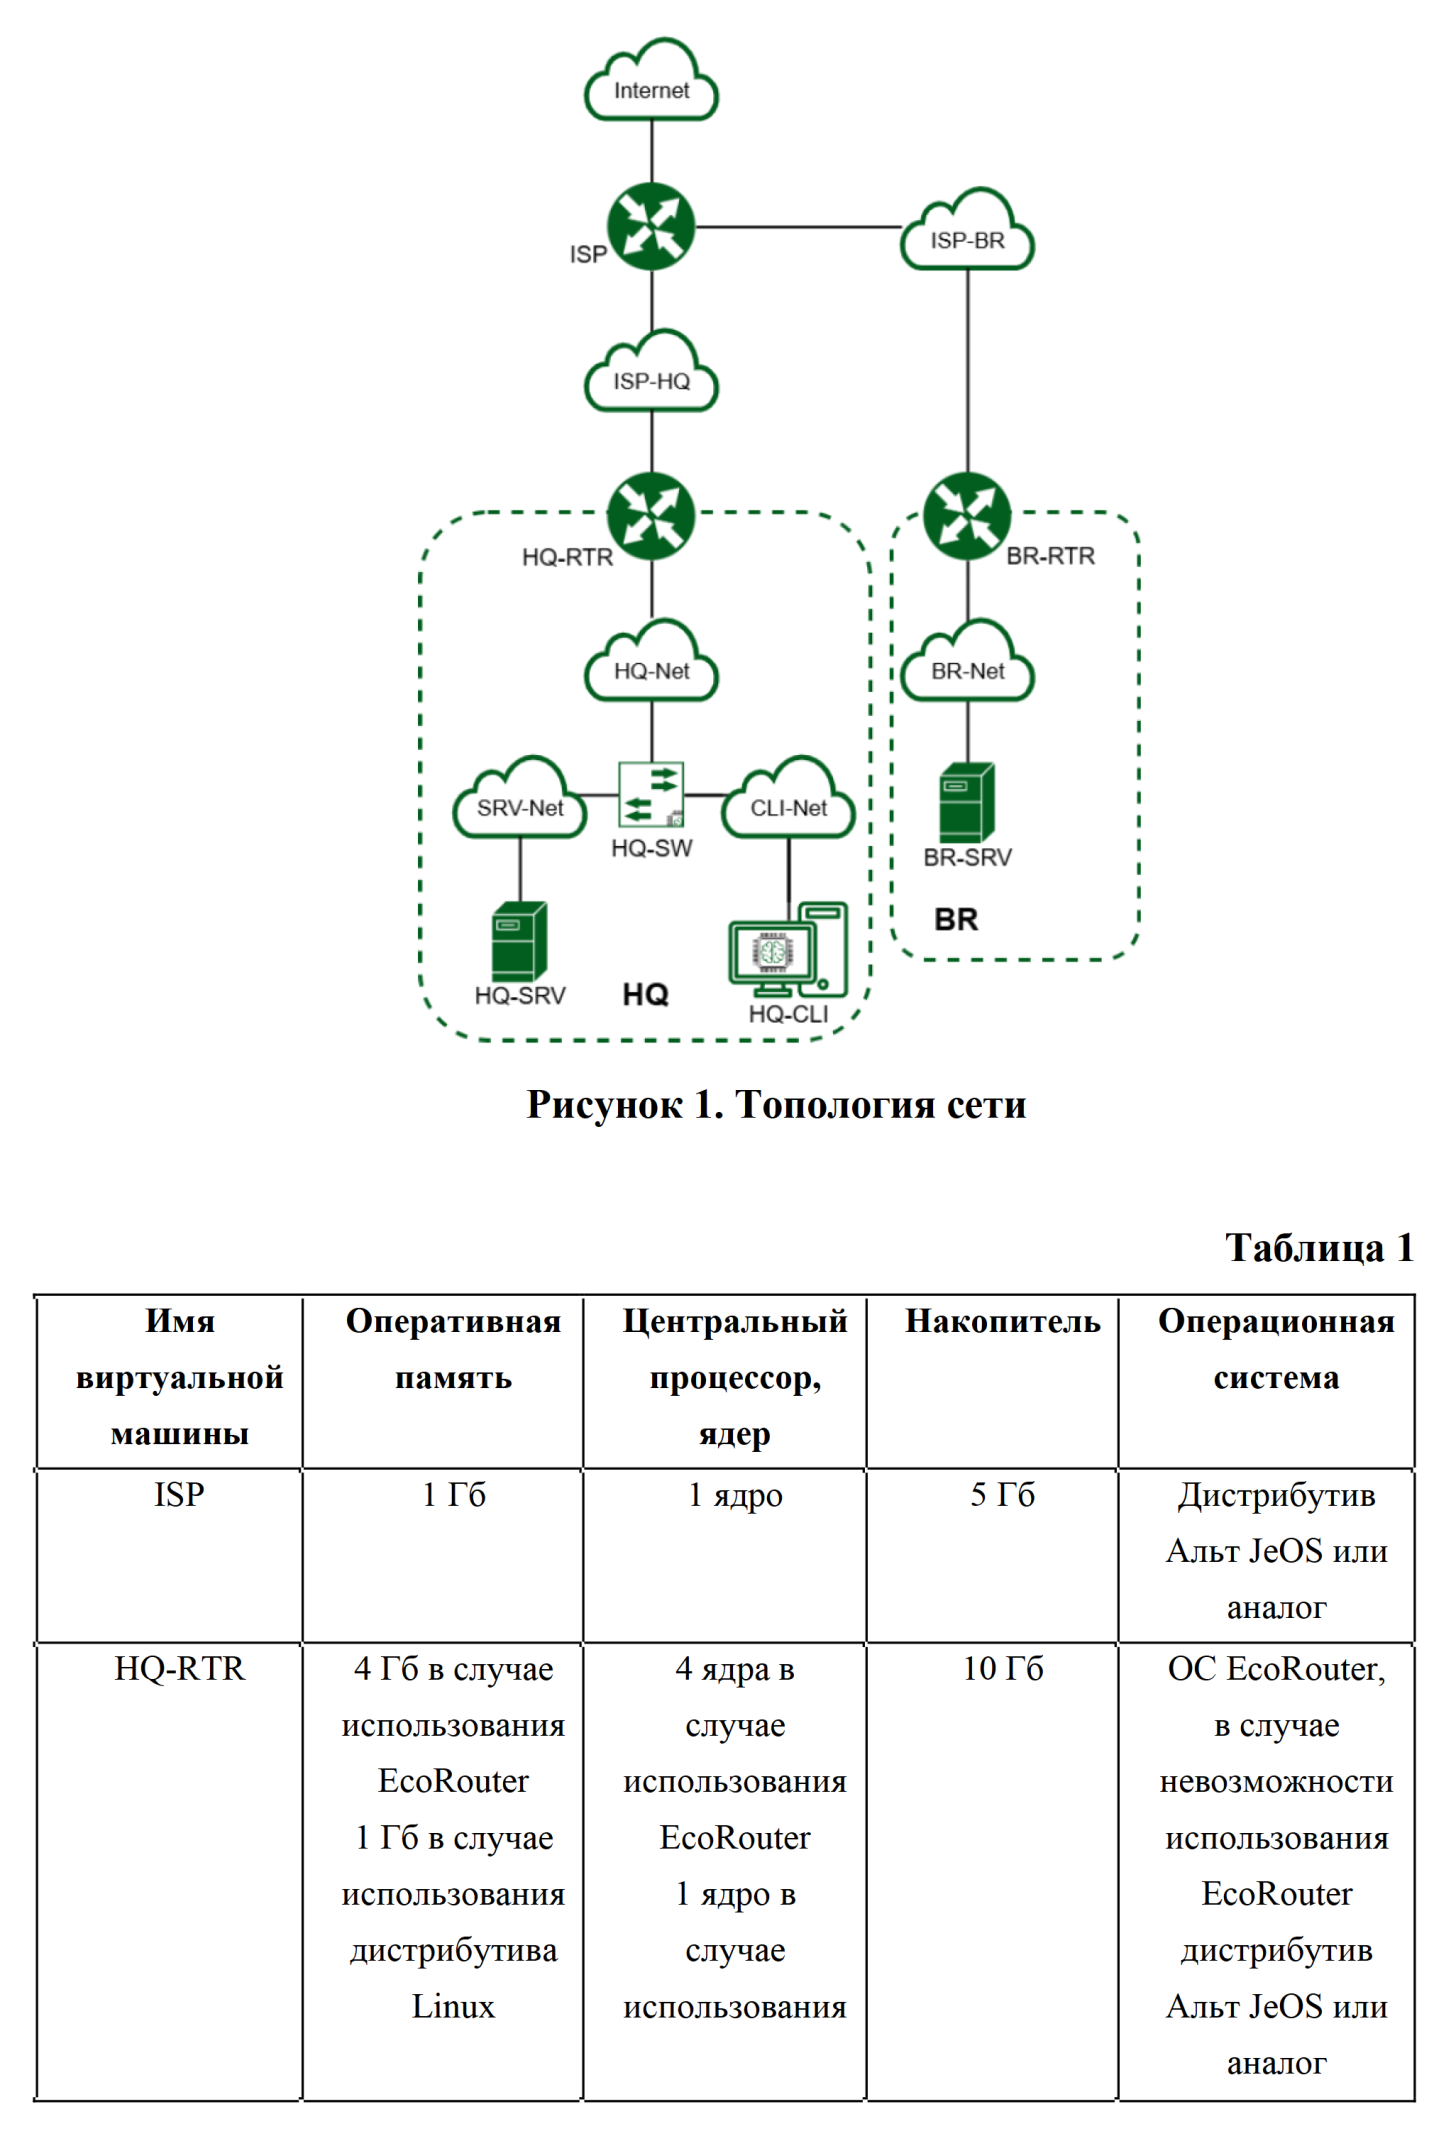 Internet
ISP
ISP-BR
ISP-HQ
HQ-RTR
BR-RTR
HQ-Net
BR-Net
SRV-Net
CLI-Net
HQ-SW
BR-SRV
BR
HQ-SRV
HQ
HQ-CLI
Рисунок 1. Топология сети
Таблица 1
Имя
виртуальной
машины
Оперативная
память
Центральный
процессор,
ядер
Накопитель
Операционная
система
ISP
1 Гб
1 ядро
5 Гб
Дистрибутив
Альт JeOS или
аналог
HQ-RTR
4 Гб в случае
использования
EcoRouter
1 Гб в случае
использования
дистрибутива
Linux
4 ядра в
случае
использования
EcoRouter
1 ядро в
случае
использования
10 Гб
ОС EcoRouter,
в случае
невозможности
использования
EcoRouter
дистрибутив
Альт JeOS или
аналог